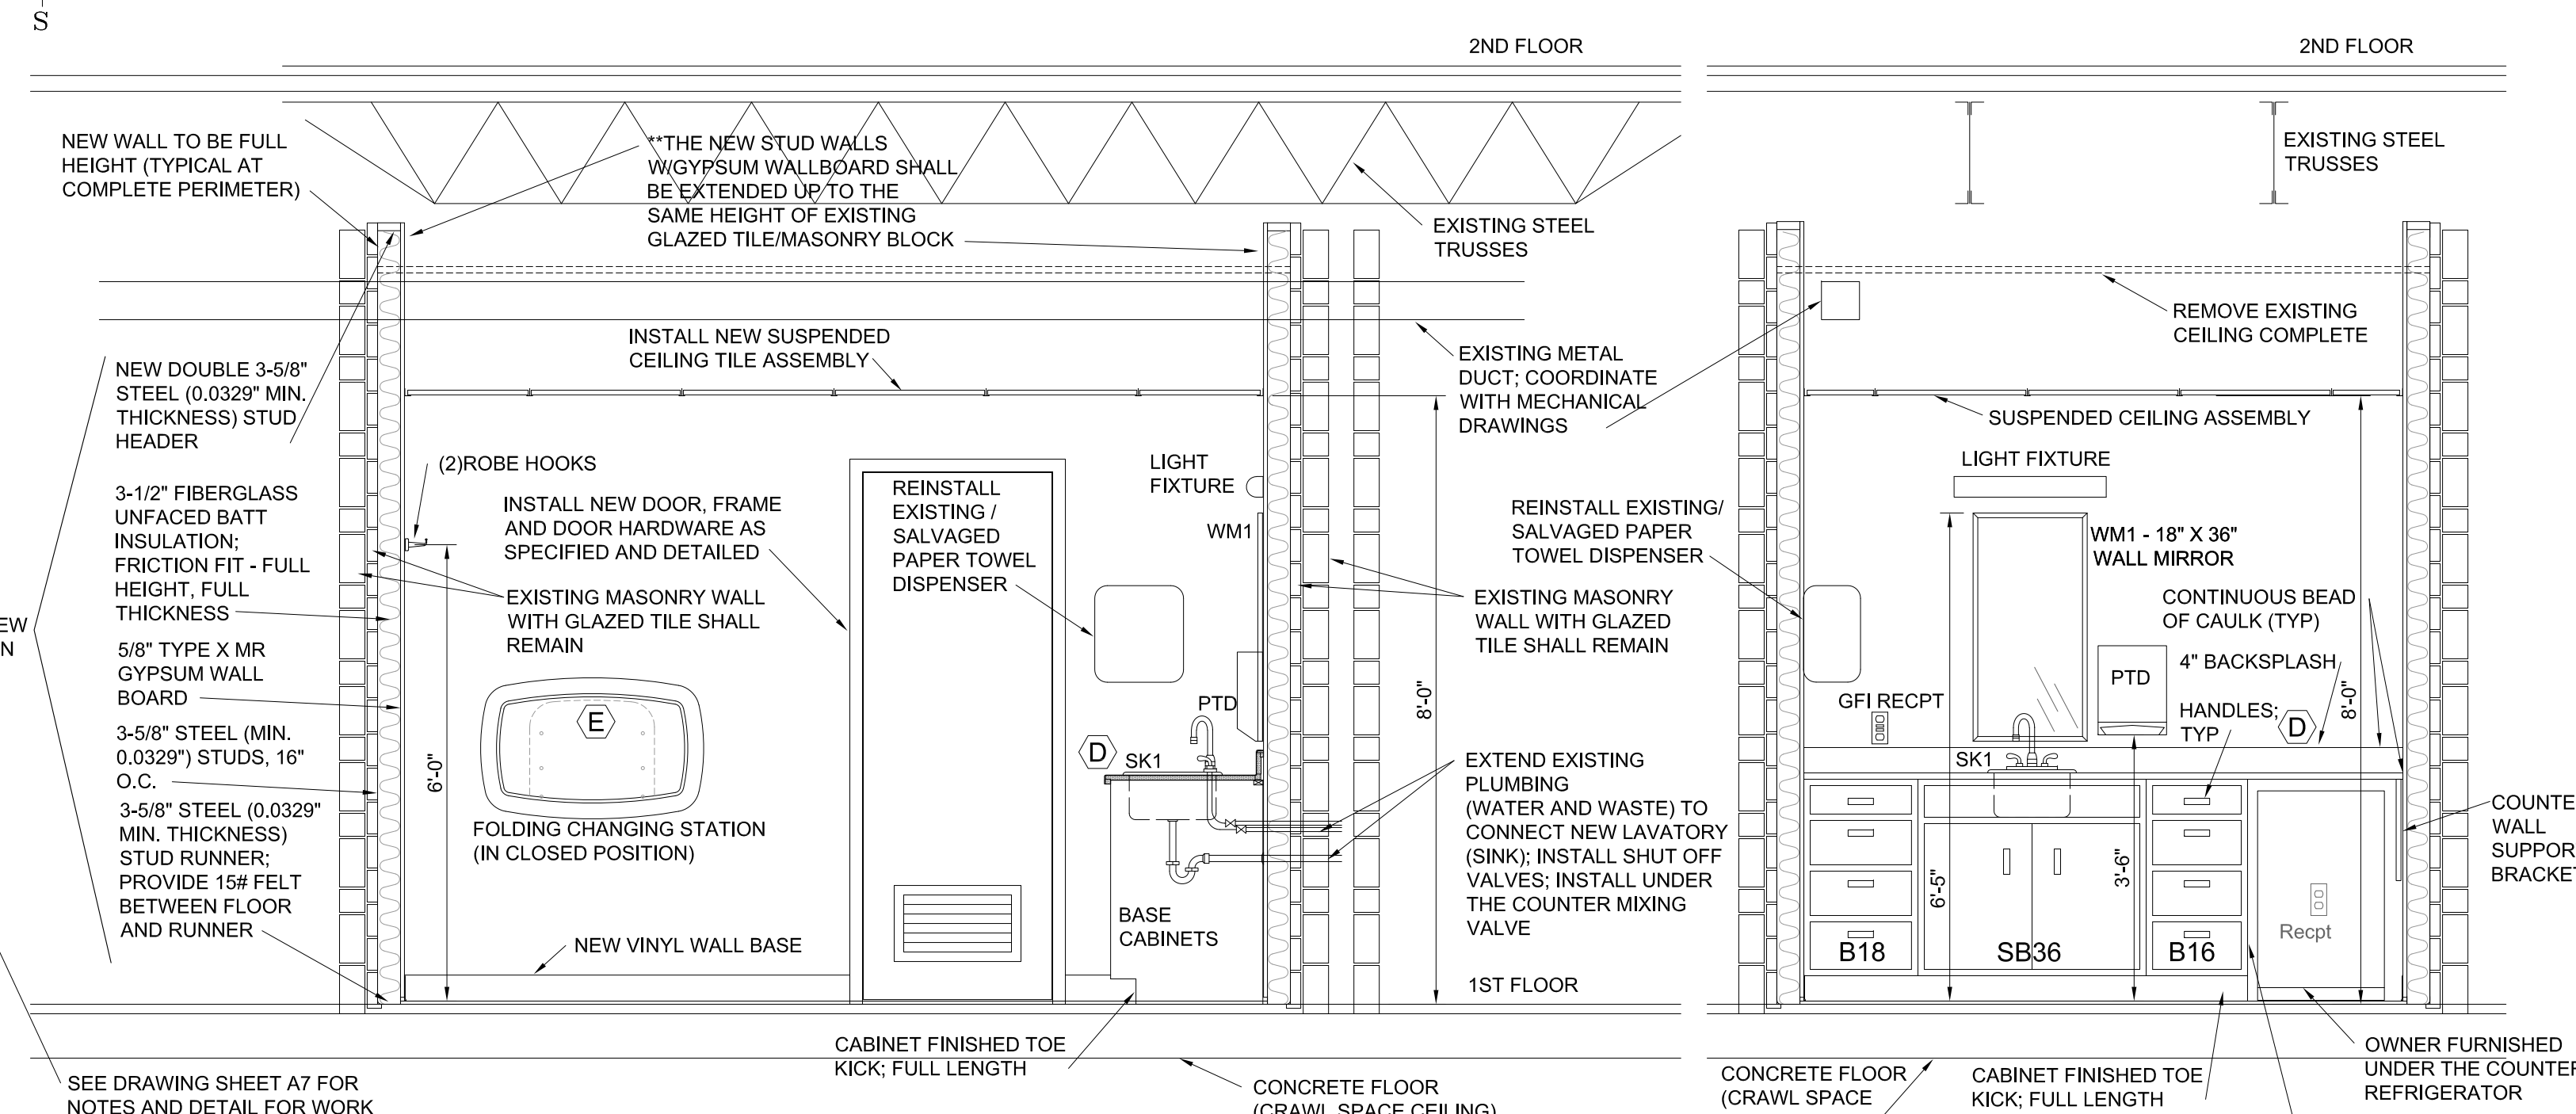 S
2ND FLOOR
2ND FLOOR
NEW WALL TO BE FULL
HEIGHT (TYPICAL AT
COMPLETE PERIMETER)
**THE NEW STUD WALLS
W/GYPSUM WALLBOARD SHALL
BE EXTENDED UP TO THE
SAME HEIGHT OF EXISTING
GLAZED TILE/MASONRY BLOCK
EXISTING STEEL
TRUSSES
EXISTING STEEL
TRUSSES
INSTALL NEW SUSPENDED
CEILING TILE ASSEMBLY
REMOVE EXISTING
CEILING COMPLETE
NEW DOUBLE 3-5/8"
STEEL (0.0329" MIN.
THICKNESS) STUD
HEADER
EXISTING METAL
DUCT; COORDINATE
WITH MECHANICAL
DRAWINGS
SUSPENDED CEILING ASSEMBLY
(2)ROBE HOOKS
LIGHT
FIXTURE
LIGHT FIXTURE
3-1/2" FIBERGLASS
UNFACED BATT
INSULATION;
FRICTION FIT - FULL
HEIGHT, FULL
THICKNESS
INSTALL NEW DOOR, FRAME
AND DOOR HARDWARE AS
SPECIFIED AND DETAILED
REINSTALL
EXISTING /
SALVAGED
PAPER TOWEL
DISPENSER
WM1
REINSTALL EXISTING/
SALVAGED PAPER
TOWEL DISPENSER
WM1 - 18" X 36"
WALL MIRROR
EXISTING MASONRY WALL
WITH GLAZED TILE SHALL
REMAIN
EXISTING MASONRY
WALL WITH GLAZED
TILE SHALL REMAIN
CONTINUOUS BEAD
OF CAULK (TYP)
EW
N
5/8" TYPE X MR
GYPSUM WALL
BOARD
4" BACKSPLASH
PTD
PTD
GFI RECPT
HANDLES;
TYP
D
8'-0"
8'-0"
E
D
SK1
SK1
3-5/8" STEEL (MIN.
0.0329") STUDS, 16"
O.C.
6'-0"
EXTEND EXISTING
PLUMBING
(WATER AND WASTE) TO
CONNECT NEW LAVATORY
(SINK); INSTALL SHUT OFF
VALVES; INSTALL UNDER
THE COUNTER MIXING
VALVE
3-5/8" STEEL (0.0329"
MIN. THICKNESS)
STUD RUNNER;
PROVIDE 15# FELT
BETWEEN FLOOR
AND RUNNER
FOLDING CHANGING STATION
(IN CLOSED POSITION)
COUNTE
WALL
SUPPOR
BRACKET
6'-5"
3'-6"
BASE
CABINETS
NEW VINYL WALL BASE
B18
SB36
B16
Recpt
1ST FLOOR
CABINET FINISHED TOE
KICK; FULL LENGTH
OWNER FURNISHED
UNDER THE COUNTER
REFRIGERATOR
SEE DRAWING SHEET A7 FOR
NOTES AND DETAIL FOR WORK
CONCRETE FLOOR
(CRAWL SPACE CEILING)
CONCRETE FLOOR
(CRAWL SPACE
CABINET FINISHED TOE
KICK; FULL LENGTH